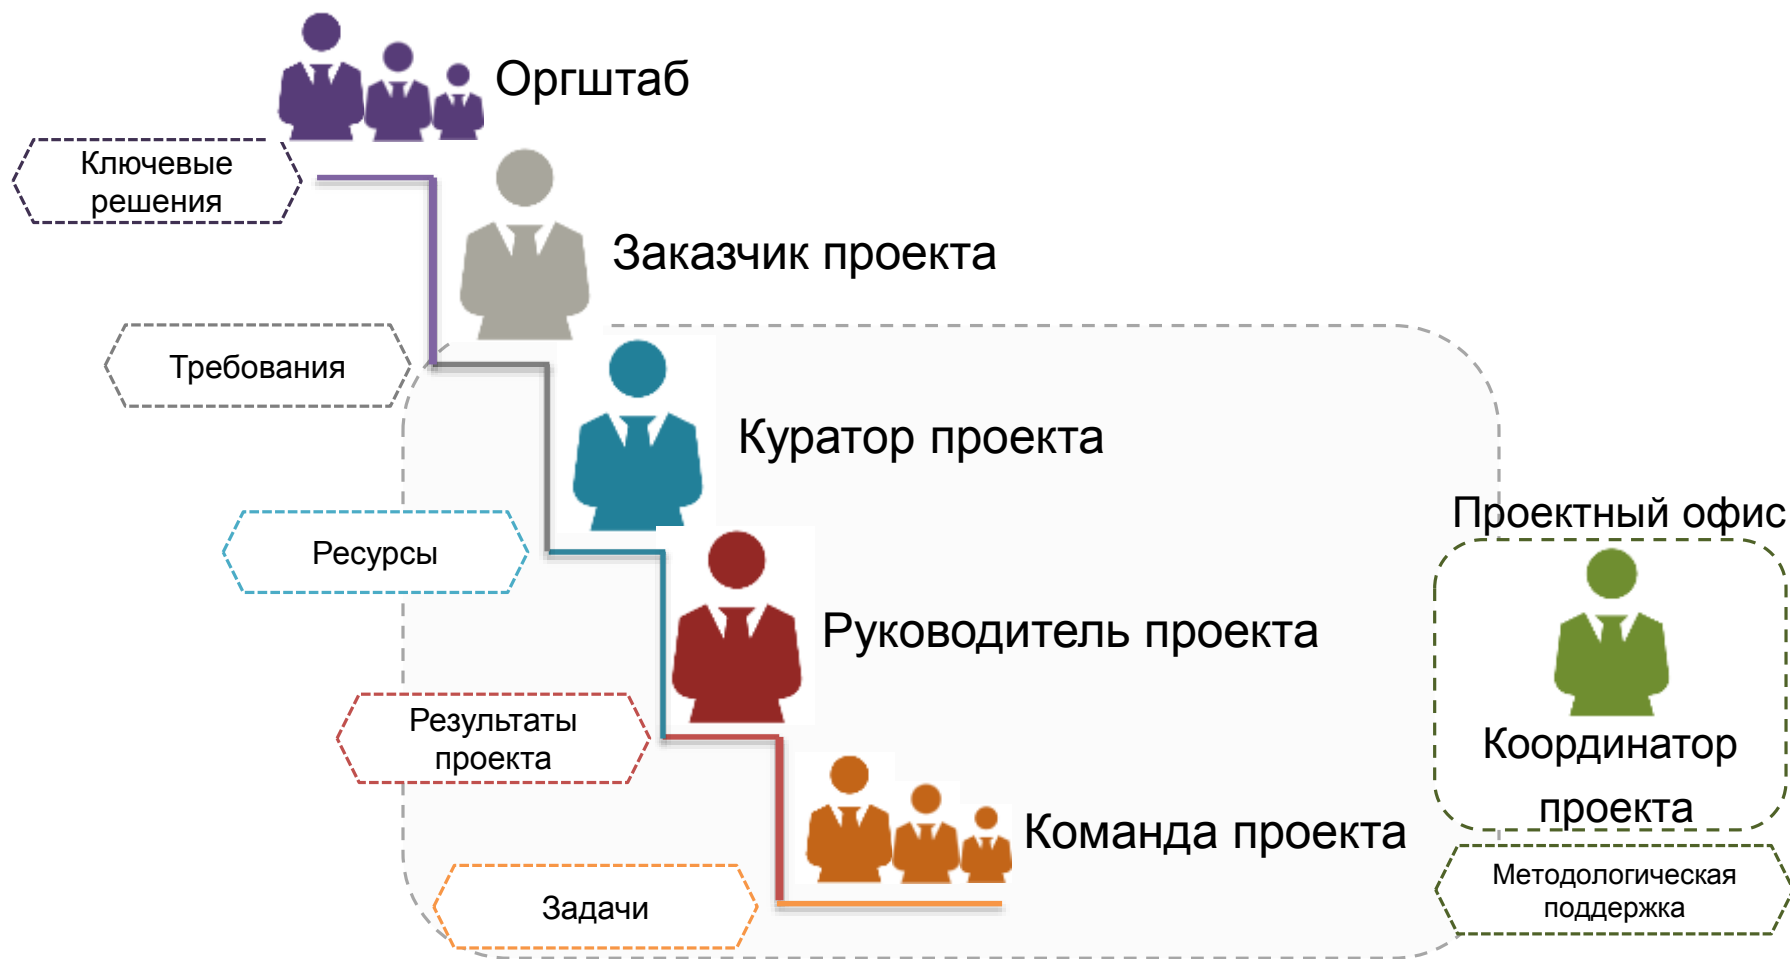 Оргштаб
Ключевые
решения
Заказчик проекта
Требования
Куратор проекта
Проектный офис
Ресурсы
Руководитель проекта
Результаты
проекта
Координатор
проекта
Команда проекта
Методологическая
поддержка
Задачи